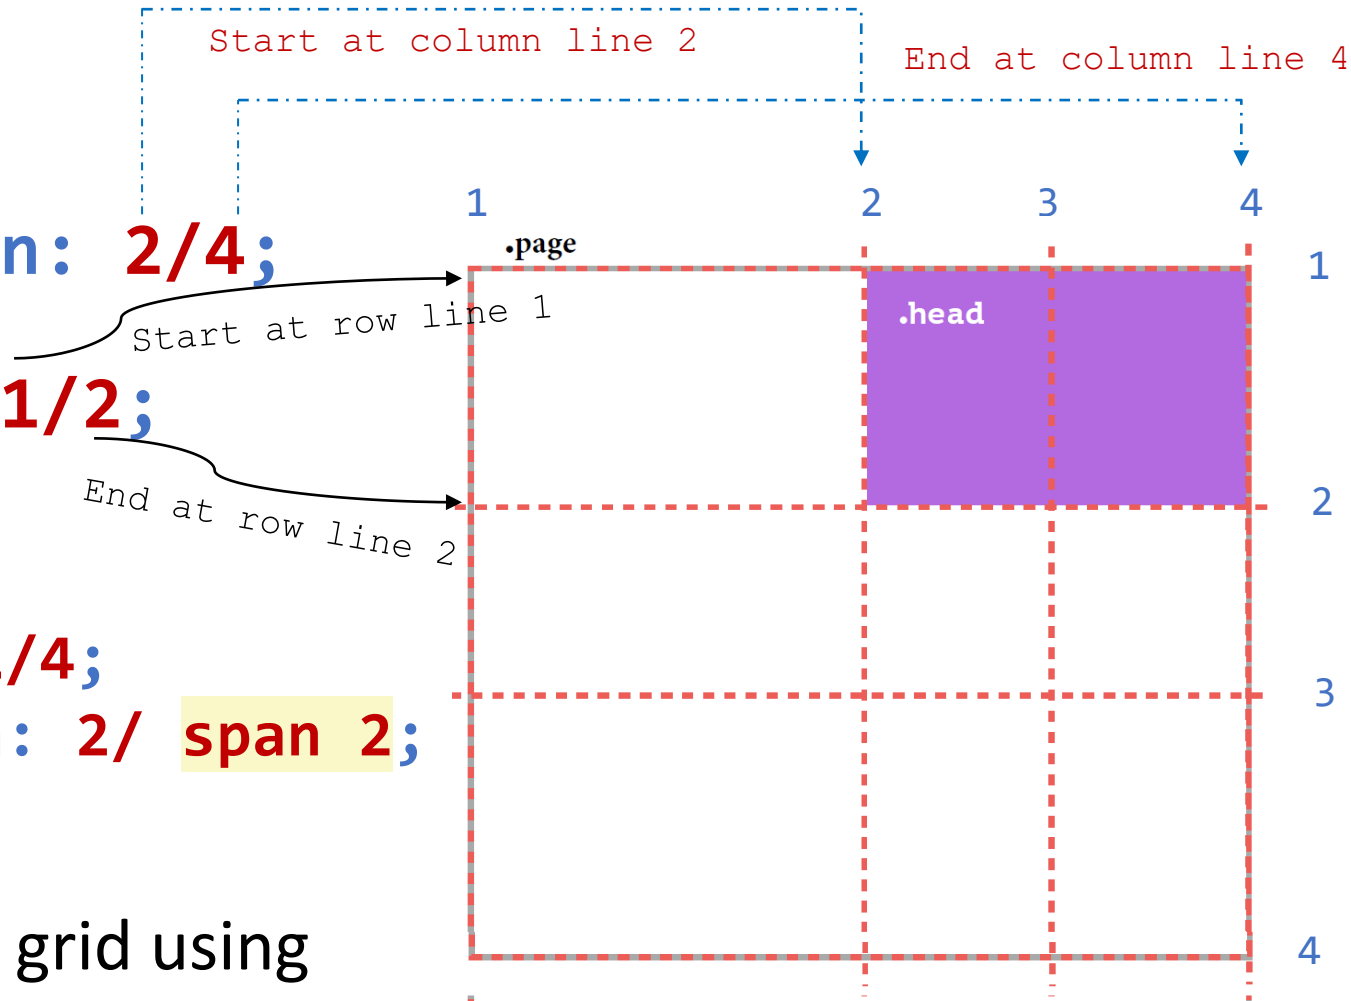 Start at column line 2
End at column line 4
1 2 3 4
.page
n: 2/4;
1
Start at row line 1
.head
1/2;
End at row line 2
2
/4;
3
: 2/ span 2;
grid using
4